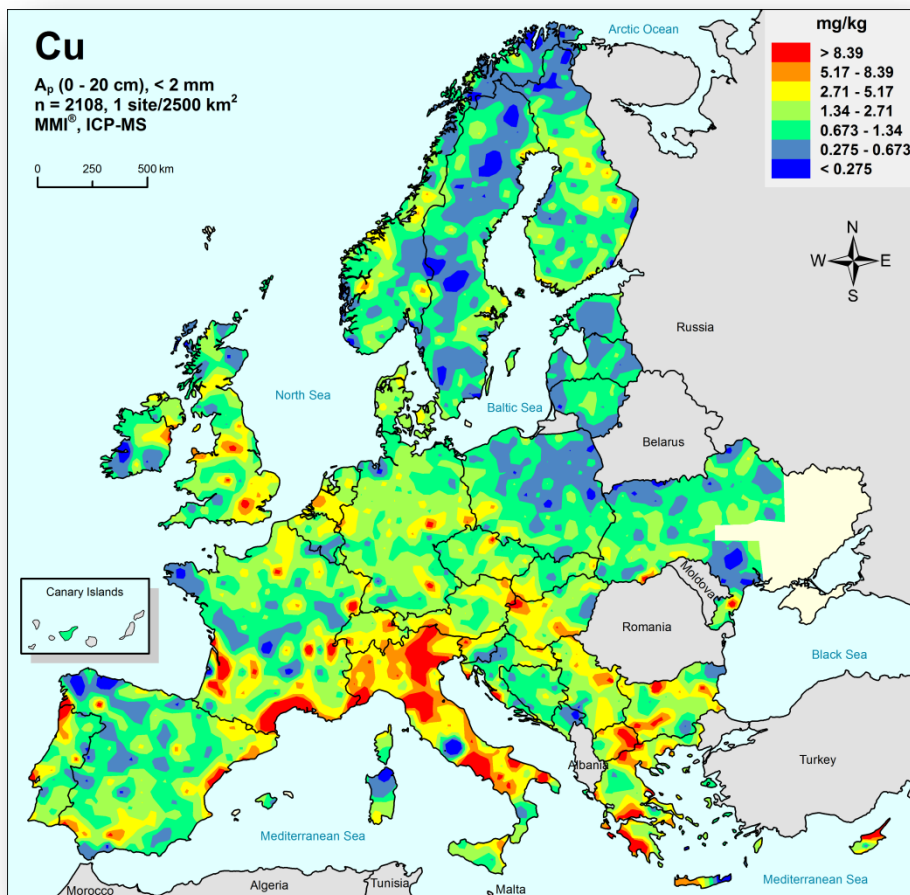 Cu
Aₚ (0 - 20 cm), < 2 mm
n = 2108, 1 site/2500 km²
MMI®, ICP-MS
0 250 500 km
mg/kg
> 8.39
5.17 - 8.39
2.71 - 5.17
1.34 - 2.71
0.673 - 1.34
0.275 - 0.673
< 0.275
Arctic Ocean
N
W E
S
Russia
North Sea
Baltic Sea
Belarus
Moldova
Canary Islands
Romania
Black Sea
Albania
Turkey
Mediterranean Sea
Mediterranean Sea
Morocco
Algeria
Tunisia
Malta